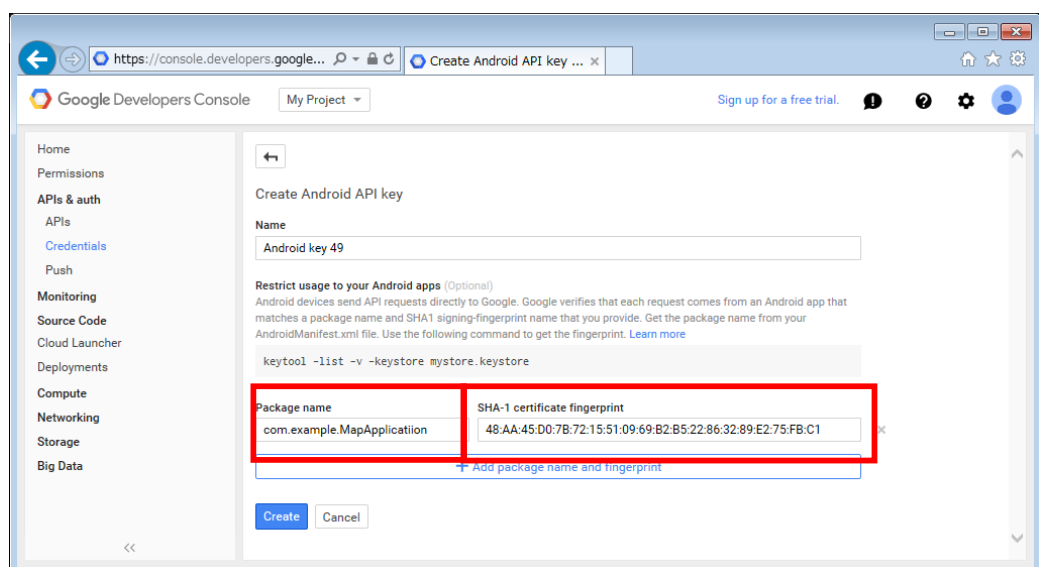 https://console.developers.google...
Create Android API key ...
Google Developers Console
My Project
Sign up for a free trial.
Home
Permissions
APIs & auth
APIs
Credentials
Push
Monitoring
Source Code
Cloud Launcher
Deployments
Compute
Networking
Storage
Big Data
Create Android API key
Name
Android key 49
Restrict usage to your Android apps (Optional)
Android devices send API requests directly to Google. Google verifies that each request comes from an Android app that
matches a package name and SHA1 signing-fingerprint name that you provide. Get the package name from your
AndroidManifest.xml file. Use the following command to get the fingerprint. Learn more
keytool -list -v -keystore mystore.keystore
Package name
SHA-1 certificate fingerprint
com.example.MapApplicatiion
48:AA:45:D0:7B:72:15:51:09:69:B2:B5:22:86:32:89:E2:75:FB:C1
+ Add package name and fingerprint
Create
Cancel